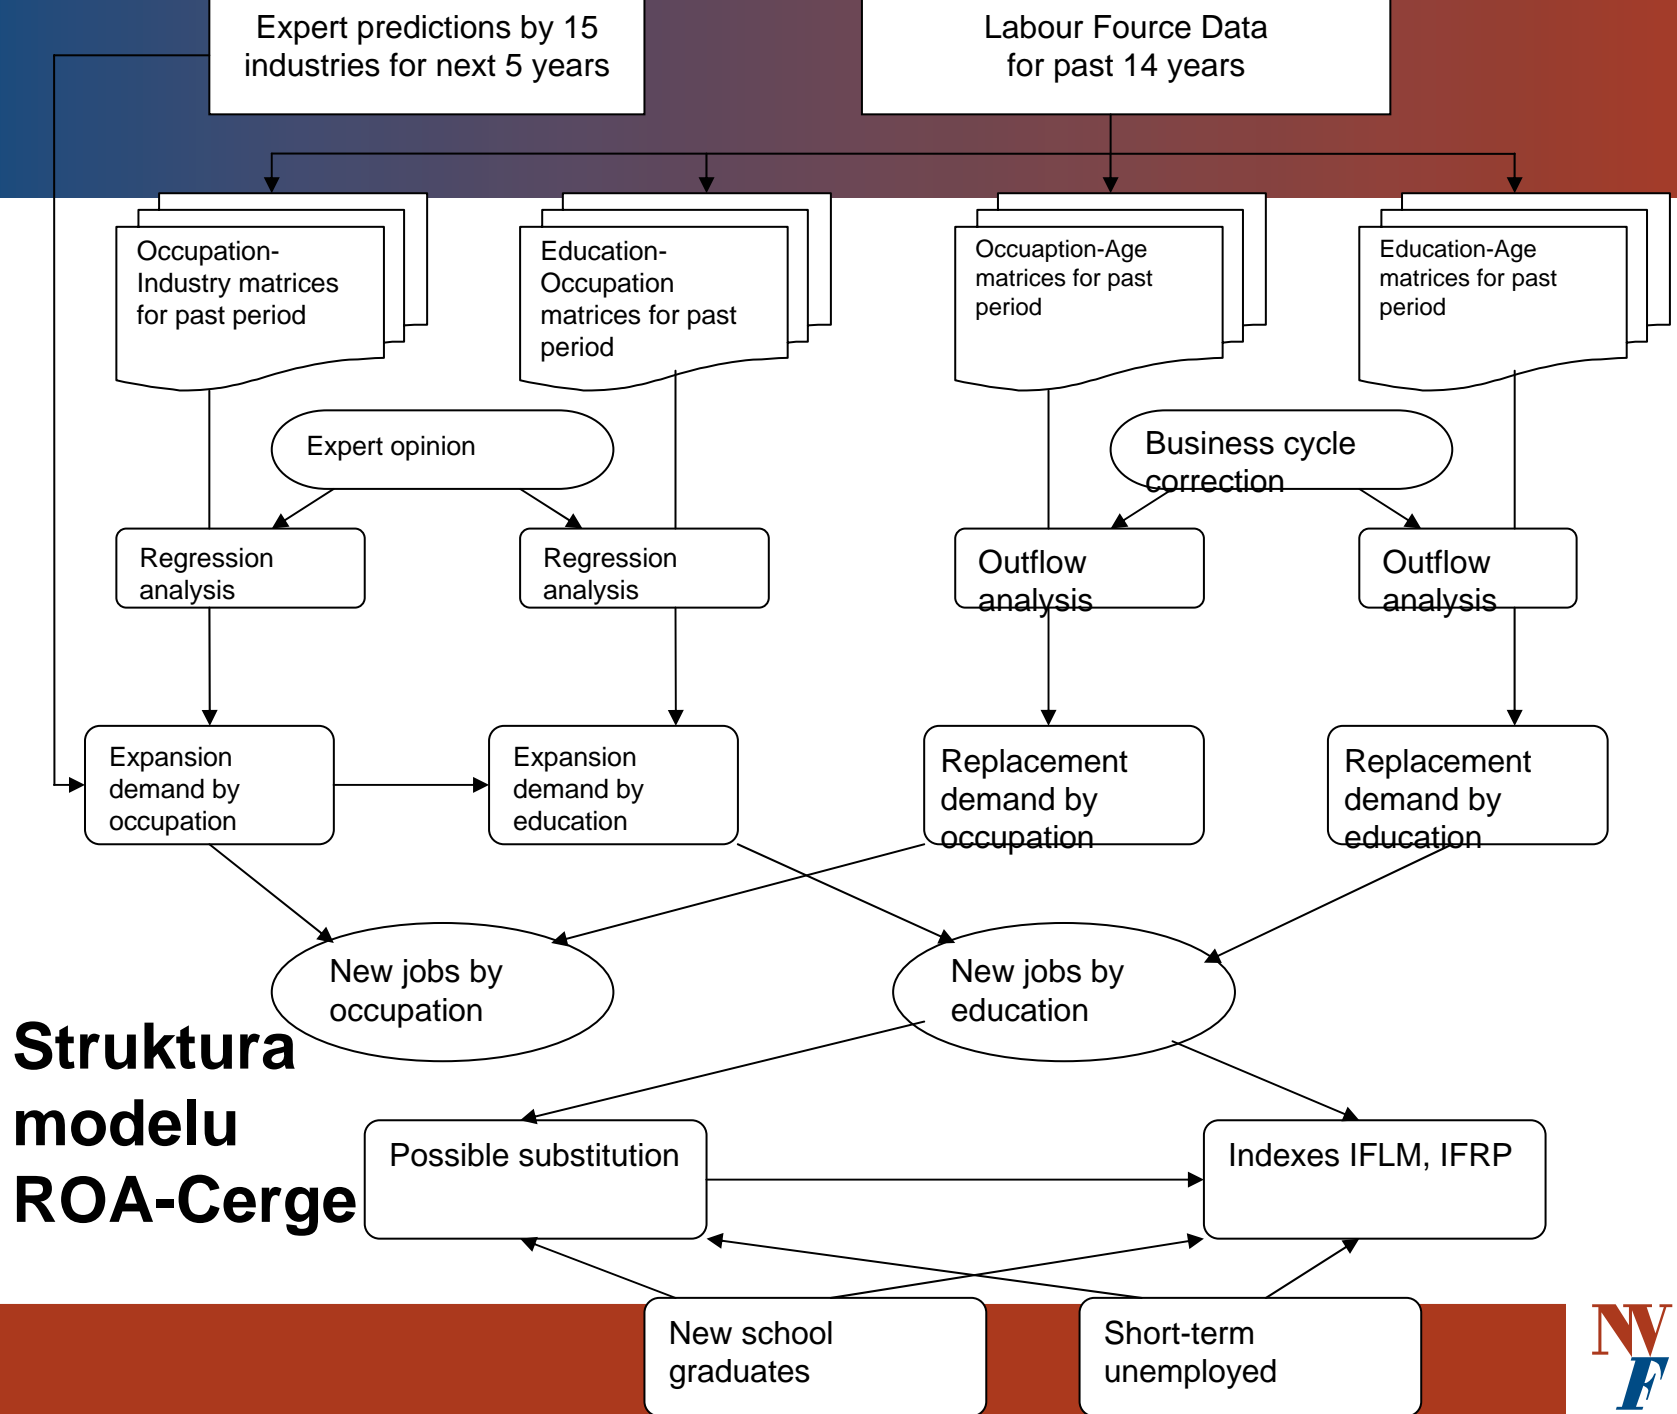 Expert predictions by 15
industries for next 5 years
Labour Fource Data
for past 14 years
Occupation-
Industry matrices
for past period
Education-
Occupation
matrices for past
period
Occuaption-Age
matrices for past
period
Education-Age
matrices for past
period
Expert opinion
Business cycle
correction
Regression
analysis
Regression
analysis
Outflow
analysis
Outflow
analysis
Expansion
demand by
occupation
Expansion
demand by
education
Replacement
demand by
occupation
Replacement
demand by
education
New jobs by
occupation
New jobs by
education
Struktura
modelu
ROA-Cerge
Possible substitution
Indexes IFLM, IFRP
New school
graduates
Short-term
unemployed
NVF